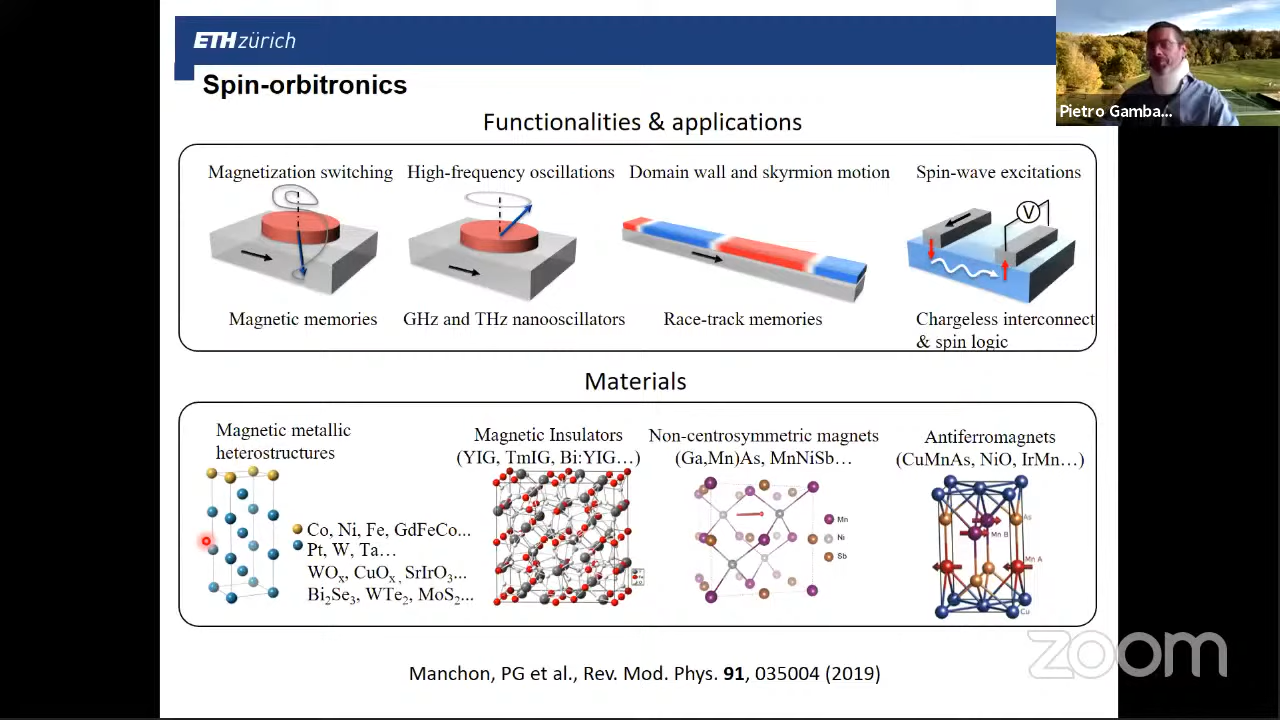 ETH zürich
Spin-orbitronics
Pietro Gamba...
Functionalities & applications
Magnetization switching
High-frequency oscillations
Domain wall and skyrmion motion
Spin-wave excitations
V
Magnetic memories
GHz and THz nanooscillators
Race-track memories
Chargeless interconnect
& spin logic
Materials
Magnetic metallic
heterostructures
Co, Ni, Fe, GdFeCo...
Pt, W, Ta…
WOx, CuOx, SrIrO3...
Bi2Se3, WTe2, MoS2...
Magnetic Insulators
(YIG, TmIG, Bi:YIG…)
Non-centrosymmetric magnets
(Ga,Mn)As, MnNiSb…
Mn
Ni
Sb
Antiferromagnets
(CuMnAs, NiO, IrMn…)
As
Mn B
Mn A
Cu
zoom
Manchon, PG et al., Rev. Mod. Phys. 91, 035004 (2019)